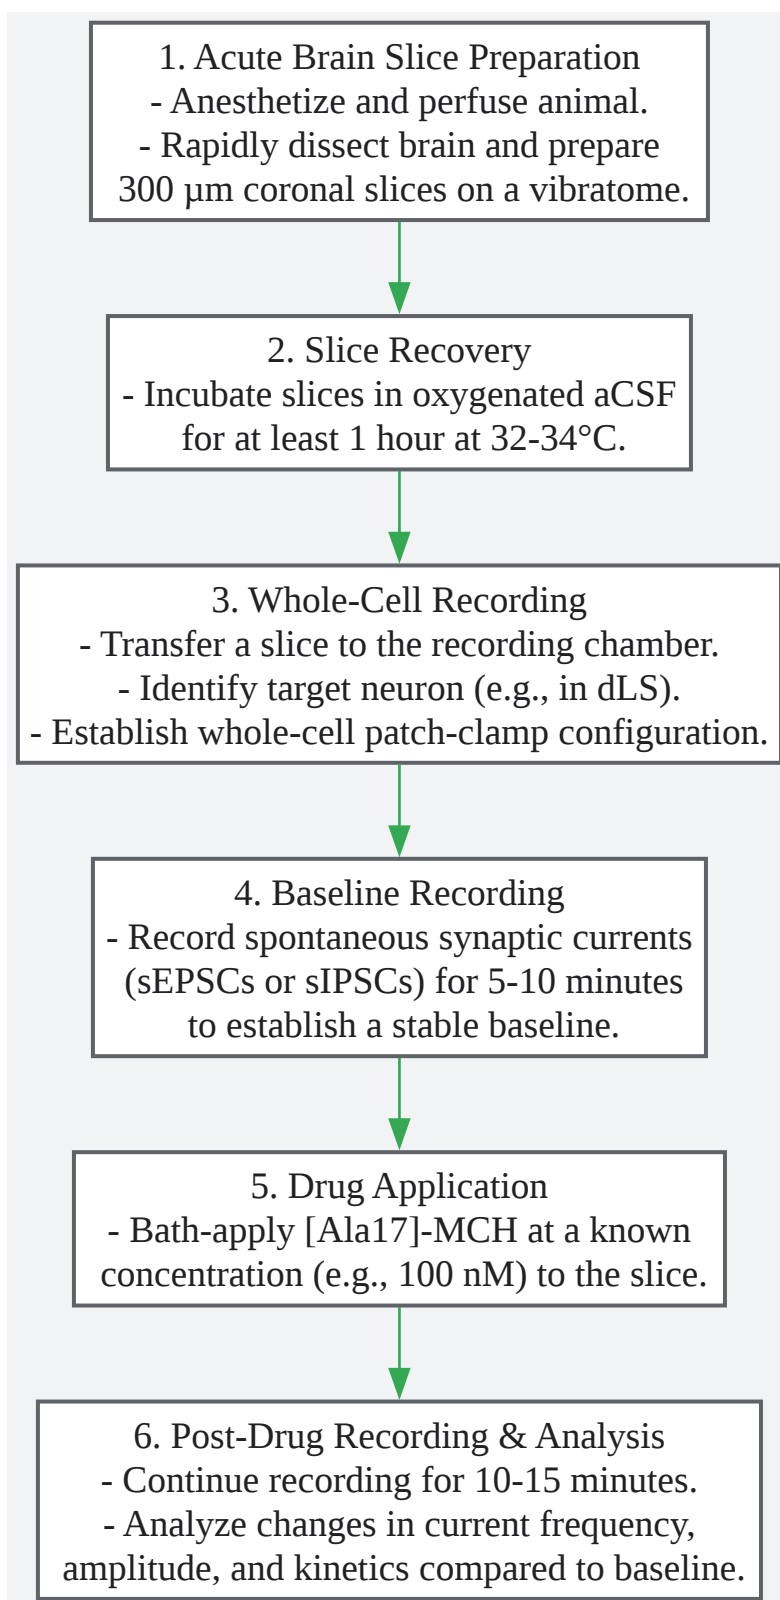 1. Acute Brain Slice Preparation
- Anesthetize and perfuse animal.
- Rapidly dissect brain and prepare
300 µm coronal slices on a vibratome.
2. Slice Recovery
- Incubate slices in oxygenated aCSF
for at least 1 hour at 32-34°C.
3. Whole-Cell Recording
- Transfer a slice to the recording chamber.
- Identify target neuron (e.g., in dLS).
- Establish whole-cell patch-clamp configuration.
4. Baseline Recording
- Record spontaneous synaptic currents
(sEPSCs or sIPSCs) for 5-10 minutes
to establish a stable baseline.
5. Drug Application
- Bath-apply [Ala17]-MCH at a known
concentration (e.g., 100 nM) to the slice.
6. Post-Drug Recording & Analysis
- Continue recording for 10-15 minutes.
- Analyze changes in current frequency,
amplitude, and kinetics compared to baseline.